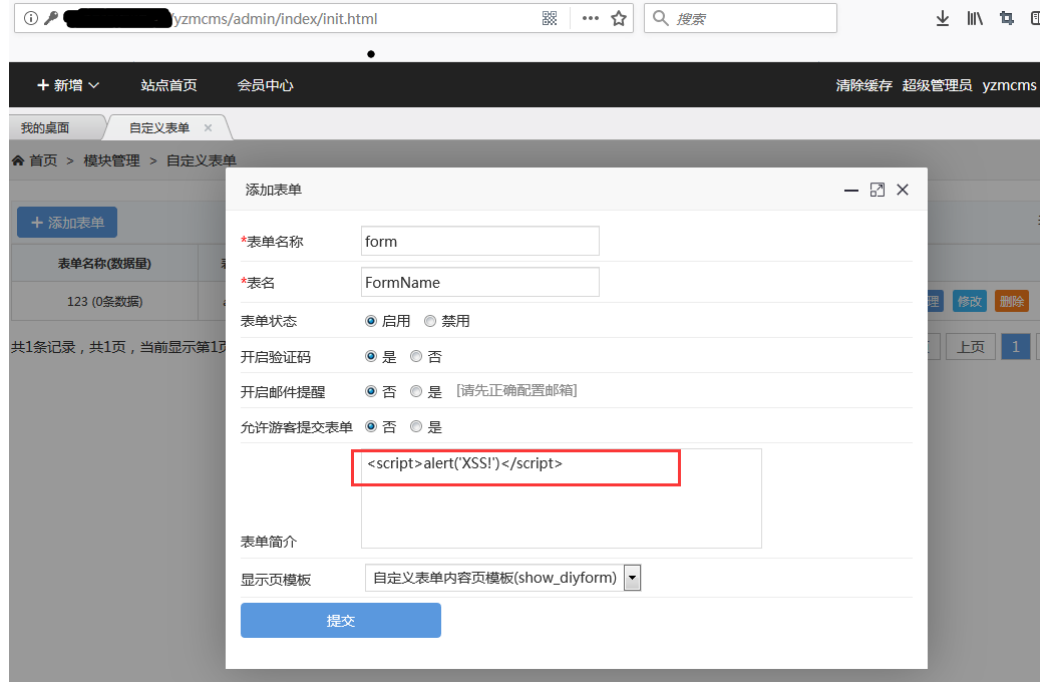 yzmcms/admin/index/init.html 搜索
新增 站点首页 会员中心 清除缓存 超级管理员 yzmcms
我的桌面 自定义表单
首页 > 模块管理 > 自定义表单
添加表单
添加表单
*表单名称 form
表单名称(数据量)
*表名 FormName
123 (0条数据) 修改 删除
表单状态 启用 禁用
共1条记录，共1页，当前显示第1页 上页 1
开启验证码 是 否
开启邮件提醒 否 是 [请先正确配置邮箱]
允许游客提交表单 否 是
<script>alert('XSS!')</script>
表单简介
显示页模板 自定义表单内容页模板(show_diyform)
提交